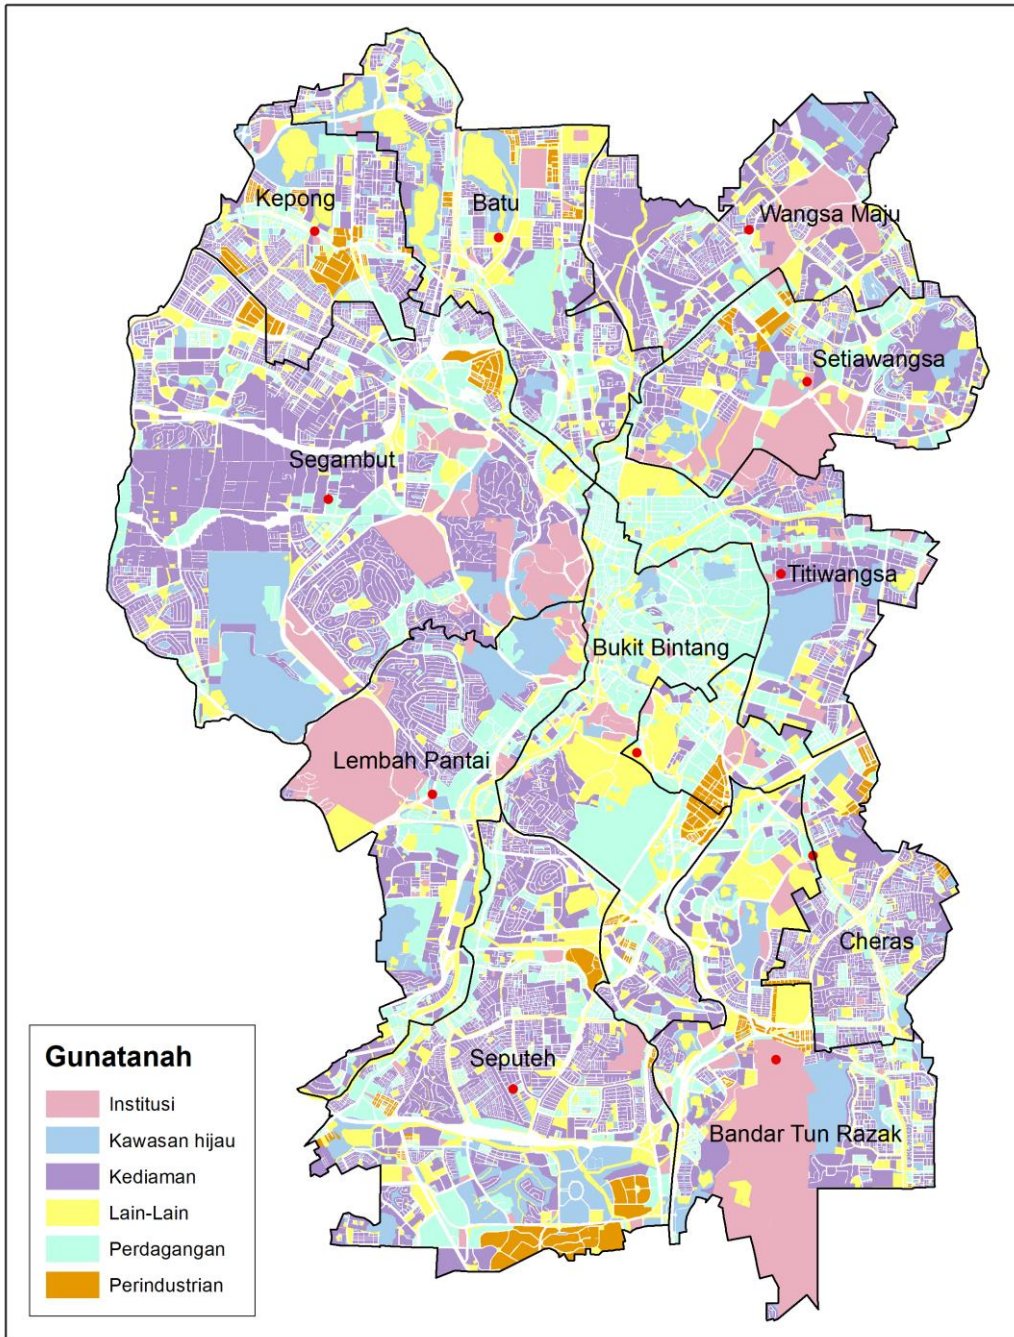 Kepong
Batu
Wangsa Maju
Setiawangsa
Segambut
Titiwangsa
Bukit Bintang
Lembah Pantai
Cheras
Seputeh
Bandar Tun Razak
Gunatanah
Institusi
Kawasan hijau
Kediaman
Lain-Lain
Perdagangan
Perindustrian